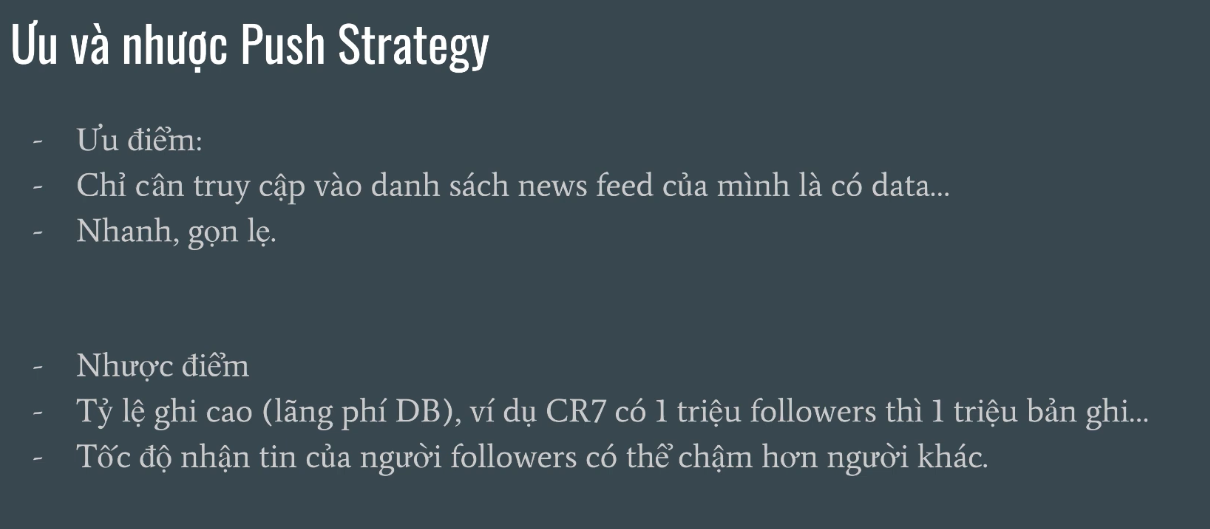 Ưu và nhược Push Strategy
- Ưu điểm:
- Chỉ cần truy cập vào danh sách news feed của mình là có data...
- Nhanh, gọn lẹ.
- Nhược điểm
- Tỷ lệ ghi cao (lãng phí DB), ví dụ CR7 có 1 triệu followers thì 1 triệu bản ghi...
- Tốc độ nhận tin của người followers có thể chậm hơn người khác.